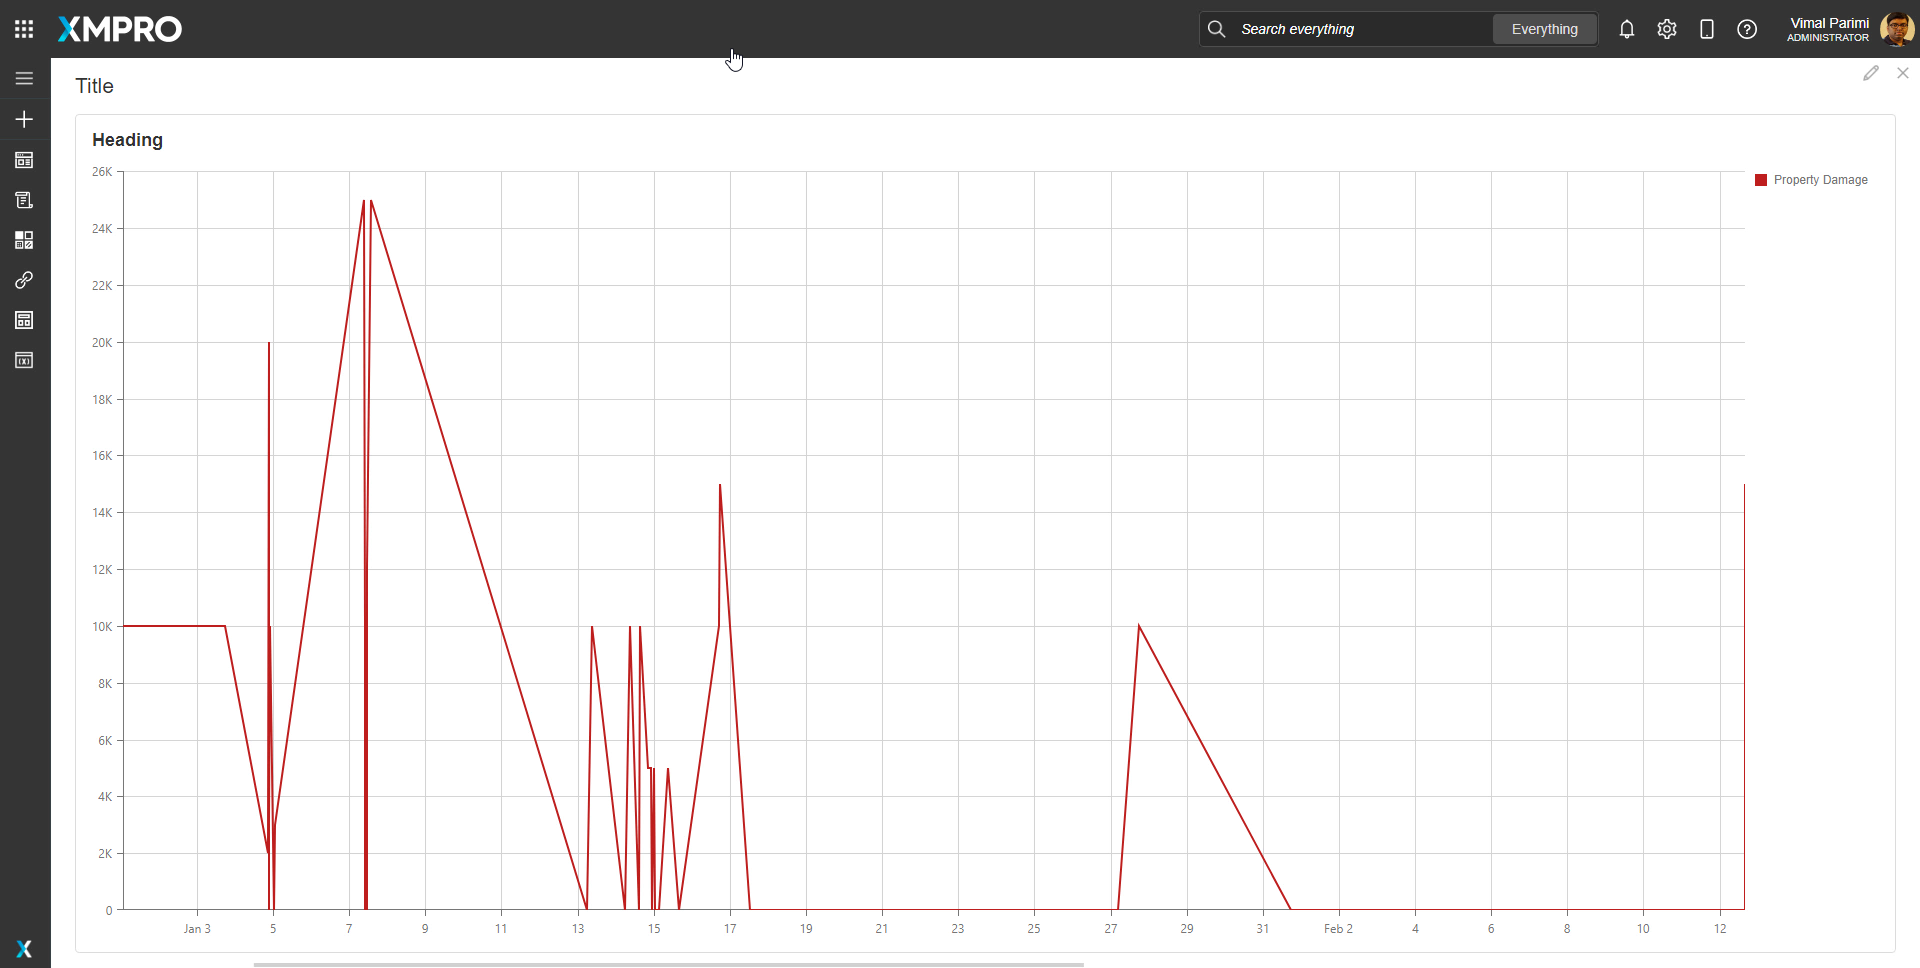 XMPRO
Search everything
Everything
Vimal Parimi
ADMINISTRATOR
Title
Heading
26K
24K
22K
20K
18K
16K
14K
12K
10K
8K
6K
4K
2K
0
Jan 3 5 7 9 11 13 15 17 19 21 23 25 27 29 31 Feb 2 4 6 8 10 12
Property Damage